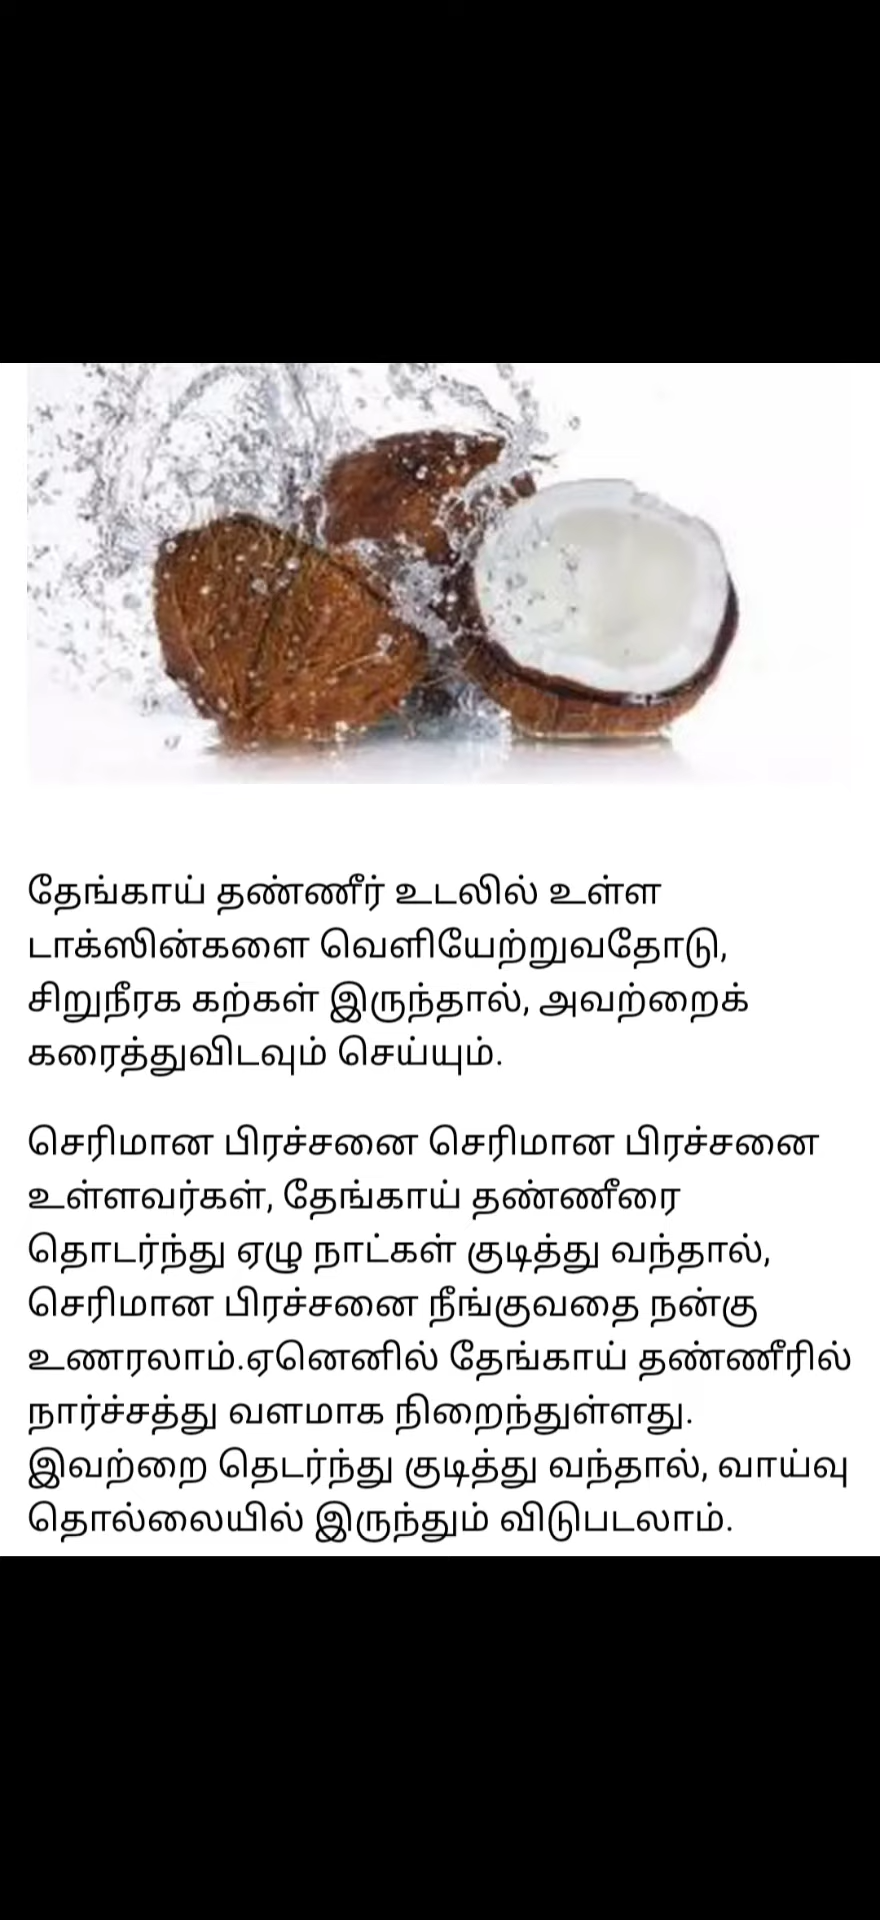 தேங்காய் தண்ணீர் உடலில் உள்ள
டாக்ஸின்களை வெளியேற்றுவதோடு,
சிறுநீரக கற்கள் இருந்தால், அவற்றைக்
கரைத்துவிடவும் செய்யும்.
செரிமான பிரச்சனை செரிமான பிரச்சனை
உள்ளவர்கள், தேங்காய் தண்ணீரை
தொடர்ந்து ஏழு நாட்கள் குடித்து வந்தால்,
செரிமான பிரச்சனை நீங்குவதை நன்கு
உணரலாம்.ஏனெனில் தேங்காய் தண்ணீரில்
நார்ச்சத்து வளமாக நிறைந்துள்ளது.
இவற்றை தெடர்ந்து குடித்து வந்தால், வாய்வு
தொல்லையில் இருந்தும் விடுபடலாம்.